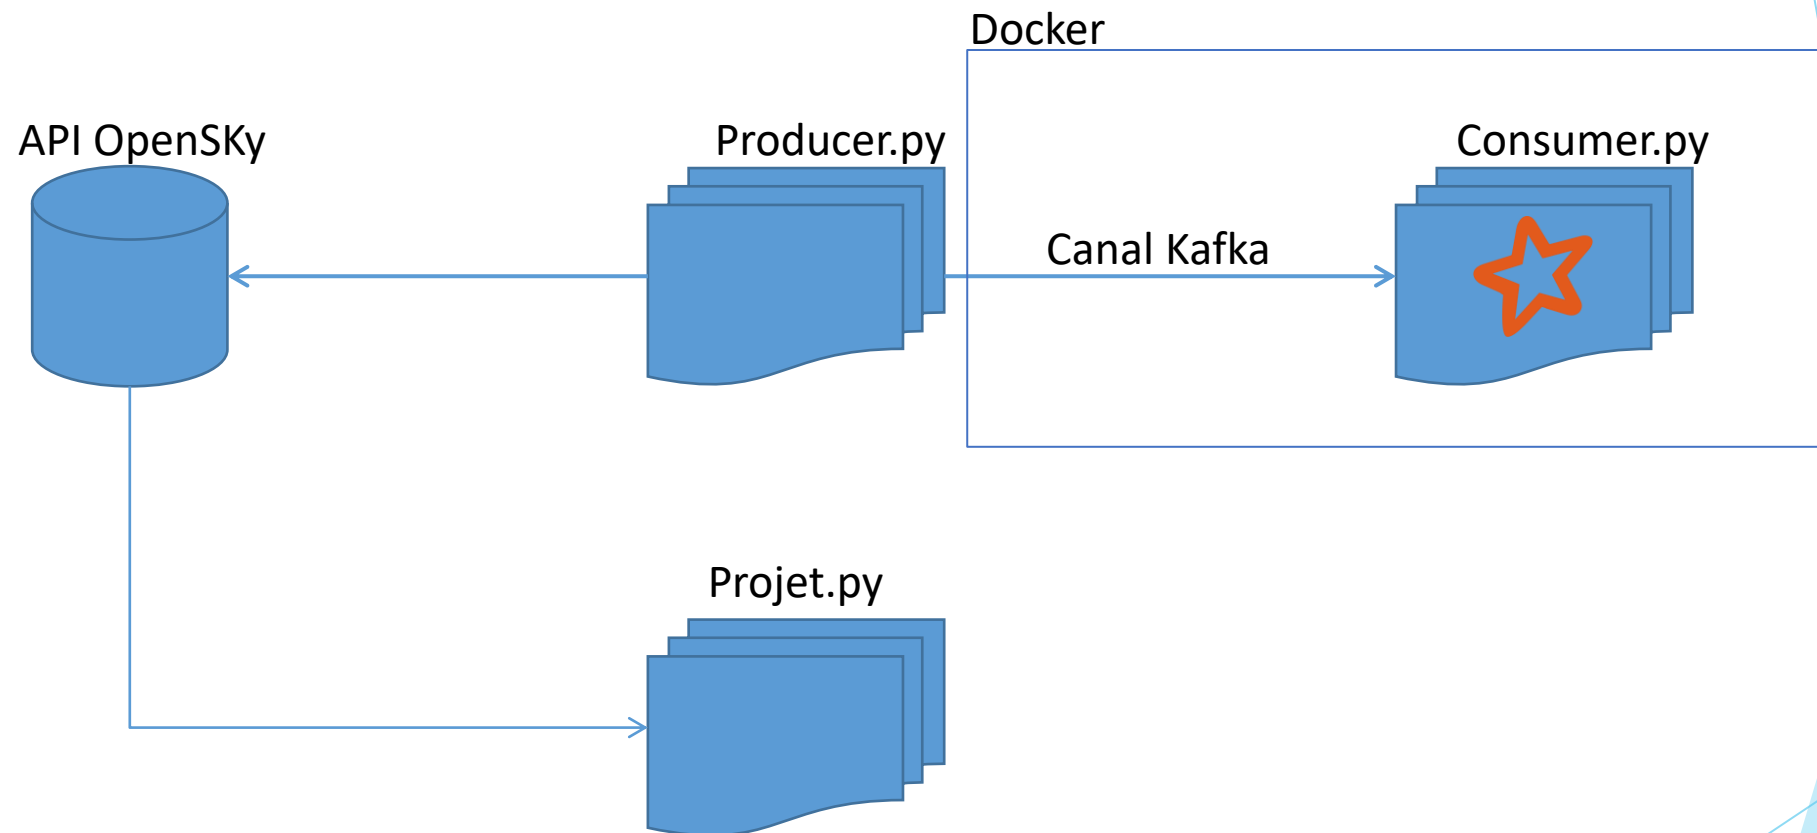 Docker
API OpenSKy
Producer.py
Consumer.py
Canal Kafka
Projet.py